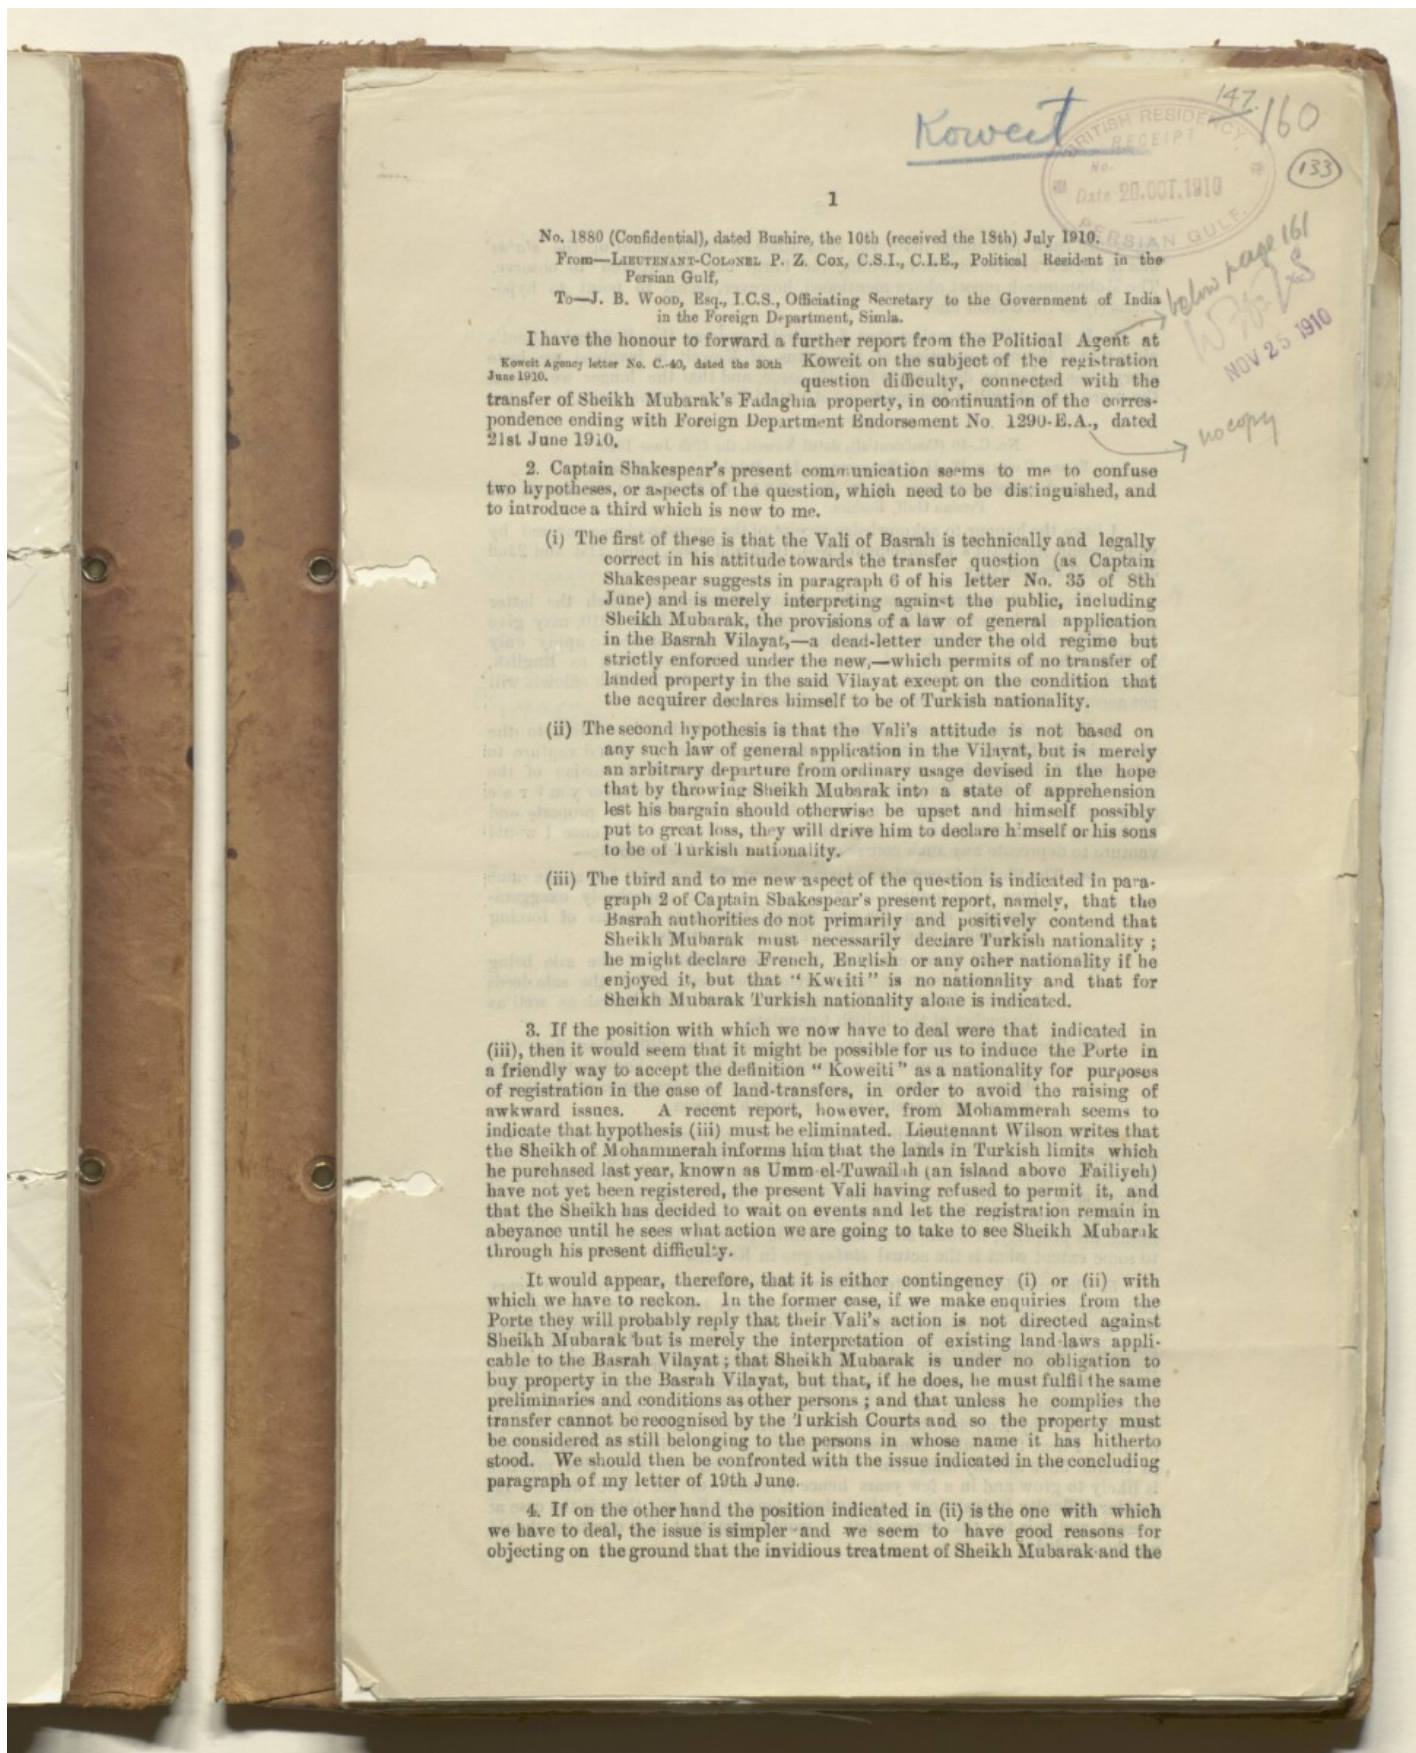 Koweit
147.
160
133
BRITISH RESIDENCY
RECEIPT
No.
Date 20.OCT.1910
PERSIAN GULF.
1
No. 1880 (Confidential), dated Bushire, the 10th (received the 18th) July 1910.
From—LIEUTENANT-COLONEL P. Z. COX, C.S.I., C.I.E., Political Resident in the
Persian Gulf,
To—J. B. WOOD, Esq., I.C.S., Officiating Secretary to the Government of India
in the Foreign Department, Simla.
below page 161
NOV 25 1910
I have the honour to forward a further report from the Political Agent at
Koweit Agency letter No. C.-40, dated the 30th
June 1910.
Koweit on the subject of the registration
question difficulty, connected with the
transfer of Sheikh Mubarak's Fadaghia property, in continuation of the corres-
pondence ending with Foreign Department Endorsement No. 1290-E.A., dated
21st June 1910.
no copy
2. Captain Shakespear's present communication seems to me to confuse
two hypotheses, or aspects of the question, which need to be distinguished, and
to introduce a third which is new to me.
(i) The first of these is that the Vali of Basrah is technically and legally
correct in his attitude towards the transfer question (as Captain
Shakespear suggests in paragraph 6 of his letter No. 35 of 8th
June) and is merely interpreting against the public, including
Sheikh Mubarak, the provisions of a law of general application
in the Basrah Vilayat,—a dead-letter under the old regime but
strictly enforced under the new,—which permits of no transfer of
landed property in the said Vilayat except on the condition that
the acquirer declares himself to be of Turkish nationality.
(ii) The second hypothesis is that the Vali's attitude is not based on
any such law of general application in the Vilayat, but is merely
an arbitrary departure from ordinary usage devised in the hope
that by throwing Sheikh Mubarak into a state of apprehension
lest his bargain should otherwise be upset and himself possibly
put to great loss, they will drive him to declare himself or his sons
to be of Turkish nationality.
(iii) The third and to me new aspect of the question is indicated in para-
graph 2 of Captain Shakespear's present report, namely, that the
Basrah authorities do not primarily and positively contend that
Sheikh Mubarak must necessarily declare Turkish nationality;
he might declare French, English or any other nationality if he
enjoyed it, but that "Kweiti" is no nationality and that for
Sheikh Mubarak Turkish nationality alone is indicated.
3. If the position with which we now have to deal were that indicated in
(iii), then it would seem that it might be possible for us to induce the Porte in
a friendly way to accept the definition "Koweiti" as a nationality for purposes
of registration in the case of land-transfers, in order to avoid the raising of
awkward issues. A recent report, however, from Mohammerah seems to
indicate that hypothesis (iii) must be eliminated. Lieutenant Wilson writes that
the Sheikh of Mohammerah informs him that the lands in Turkish limits which
he purchased last year, known as Umm-el-Tuwailah (an island above Failiyeh)
have not yet been registered, the present Vali having refused to permit it, and
that the Sheikh has decided to wait on events and let the registration remain in
abeyance until he sees what action we are going to take to see Sheikh Mubarak
through his present difficulty.
It would appear, therefore, that it is either contingency (i) or (ii) with
which we have to reckon. In the former case, if we make enquiries from the
Porte they will probably reply that their Vali's action is not directed against
Sheikh Mubarak but is merely the interpretation of existing land-laws appli-
cable to the Basrah Vilayat; that Sheikh Mubarak is under no obligation to
buy property in the Basrah Vilayat, but that, if he does, he must fulfil the same
preliminaries and conditions as other persons; and that unless he complies the
transfer cannot be recognised by the Turkish Courts and so the property must
be considered as still belonging to the persons in whose name it has hitherto
stood. We should then be confronted with the issue indicated in the concluding
paragraph of my letter of 19th June.
4. If on the other hand the position indicated in (ii) is the one with which
we have to deal, the issue is simpler and we seem to have good reasons for
objecting on the ground that the invidious treatment of Sheikh Mubarak and the